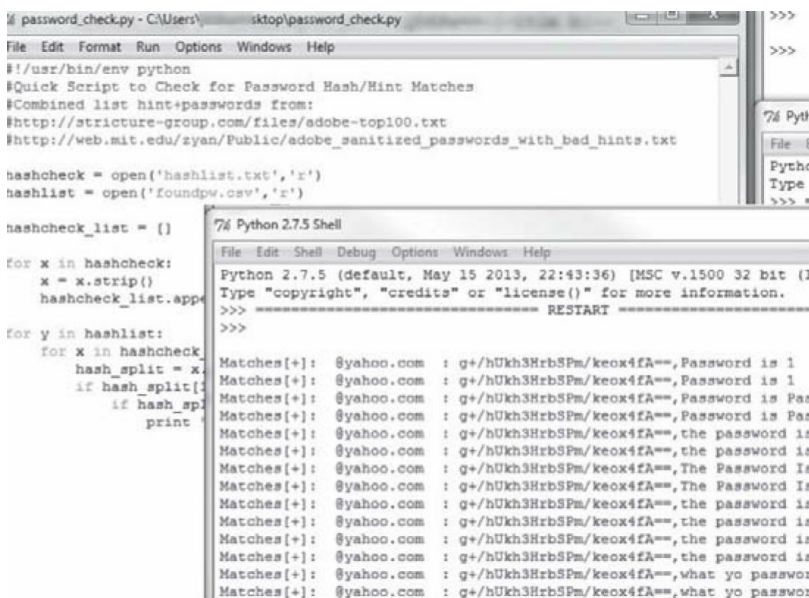 password_check.py - C:\Users\ sktop\password_check.py
File Edit Format Run Options Windows Help
#!/usr/bin/env python
#Quick Script to Check for Password Hash/Hint Matches
#Combined list hint+passwords from:
#http://stricture-group.com/files/adobe-top100.txt
#http://web.mit.edu/zyan/Public/adobe_sanitized_passwords_with_bad_hints.txt
hashcheck = open('hashlist.txt','r')
hashlist = open('foundpw.csv','r')
hashcheck_list = []
for x in hashcheck:
x = x.strip()
hashcheck_list.appe
for y in hashlist:
for x in hashcheck_
hash_split = x.
if hash_split[
if hash_spl
print '
>>>
>>>
76 Pyth
File E
Pytho
Type
>>>
76 Python 2.7.5 Shell
File Edit Shell Debug Options Windows Help
Python 2.7.5 (default, May 15 2013, 22:43:36) [MSC v.1500 32 bit (I
Type "copyright", "credits" or "license()" for more information.
>>> ================================ RESTART ================
>>>
Matches[+]: @yahoo.com : g+/hUkh3HrbSPm/keox4fA==,Password is 1
Matches[+]: @yahoo.com : g+/hUkh3HrbSPm/keox4fA==,Password is 1
Matches[+]: @yahoo.com : g+/hUkh3HrbSPm/keox4fA==,Password is Pas
Matches[+]: @yahoo.com : g+/hUkh3HrbSPm/keox4fA==,Password is Pas
Matches[+]: @yahoo.com : g+/hUkh3HrbSPm/keox4fA==,the password is
Matches[+]: @yahoo.com : g+/hUkh3HrbSPm/keox4fA==,the password is
Matches[+]: @yahoo.com : g+/hUkh3HrbSPm/keox4fA==,The Password Is
Matches[+]: @yahoo.com : g+/hUkh3HrbSPm/keox4fA==,The Password Is
Matches[+]: @yahoo.com : g+/hUkh3HrbSPm/keox4fA==,the password is
Matches[+]: @yahoo.com : g+/hUkh3HrbSPm/keox4fA==,the password is
Matches[+]: @yahoo.com : g+/hUkh3HrbSPm/keox4fA==,the password is
Matches[+]: @yahoo.com : g+/hUkh3HrbSPm/keox4fA==,the password is
Matches[+]: @yahoo.com : g+/hUkh3HrbSPm/keox4fA==,what yo passwor
Matches[+]: @yahoo.com : g+/hUkh3HrbSPm/keox4fA==,what yo passwor